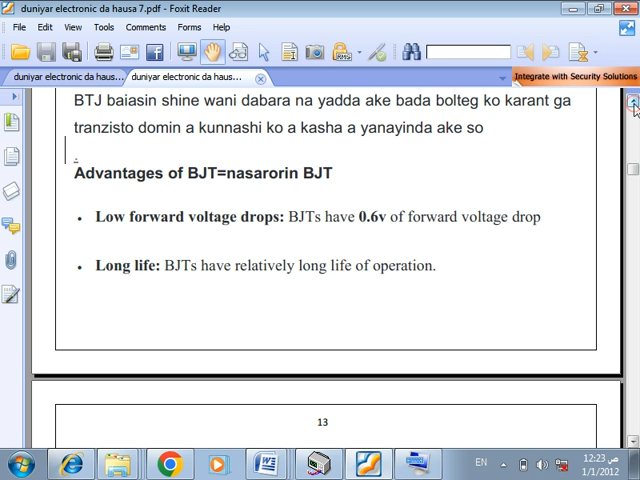 duniyar electronic da hausa 7.pdf - Foxit Reader
File Edit View Tools Comments Forms Help
duniyar electronic da haus... duniyar electronic da haus... Integrate with Security Solutions
BTJ baiasin shine wani dabara na yadda ake bada bolteg ko karant ga
tranzisto domin a kunnashi ko a kasha a yanayinda ake so
.
Advantages of BJT=nasarorin BJT
• Low forward voltage drops: BJTs have 0.6v of forward voltage drop
• Long life: BJTs have relatively long life of operation.
13
EN
12:23 ص
1/1/2012